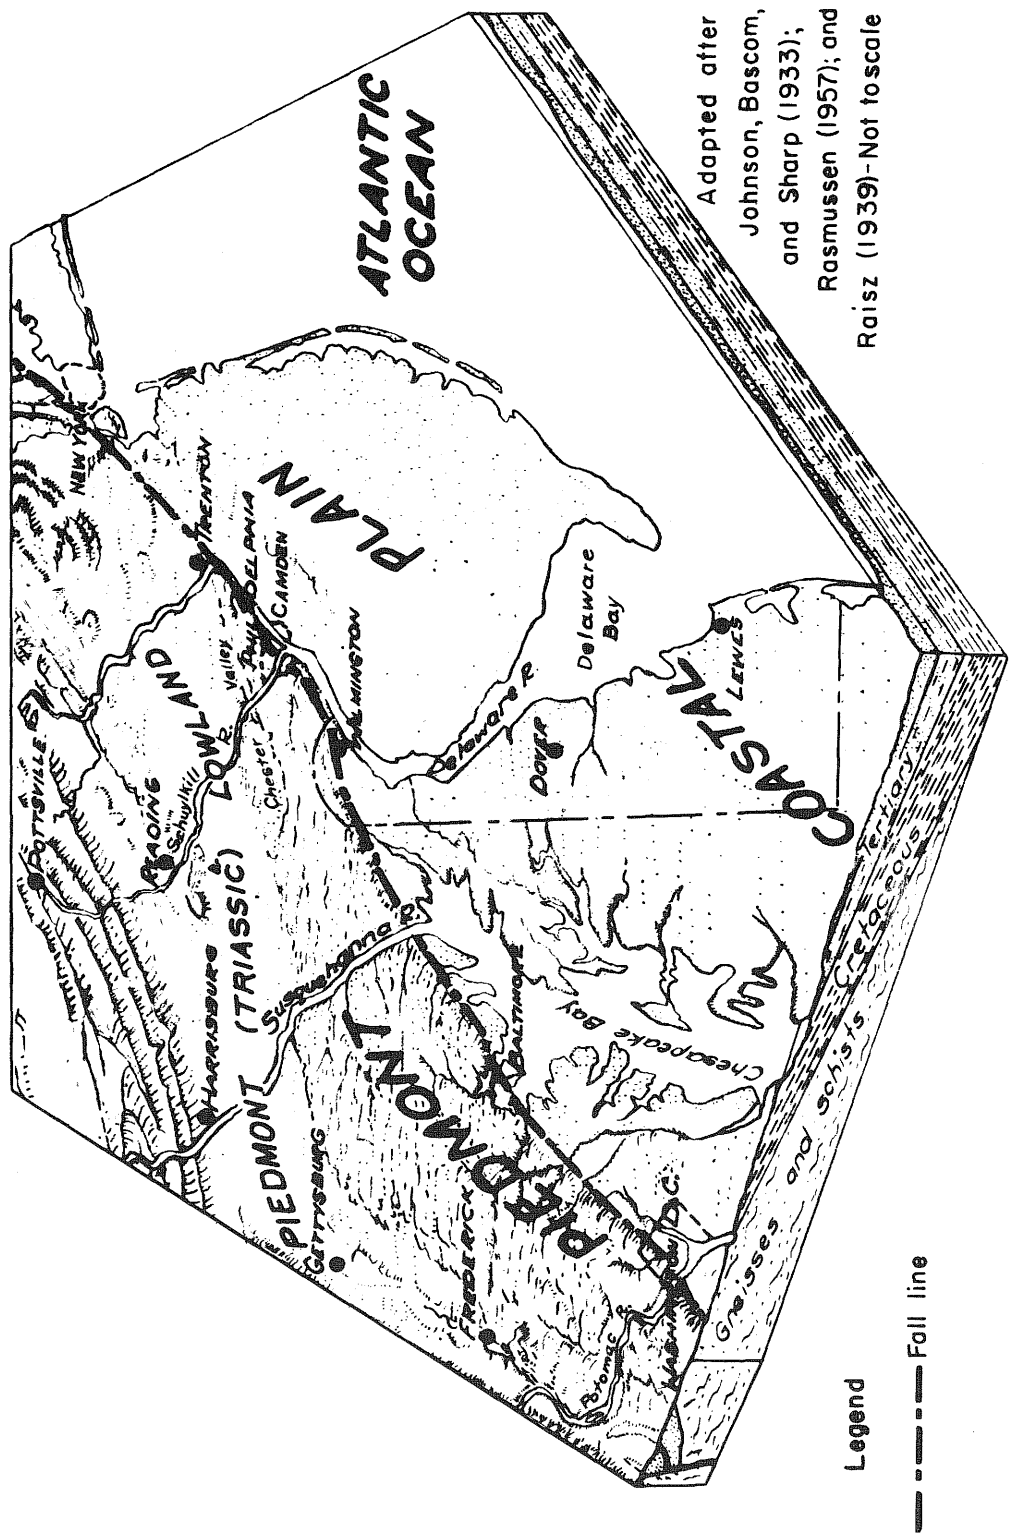 ATLANTIC
OCEAN
NEW YORK
TRENTON
PHILADELPHIA
CAMDEN
WILMINGTON
COASTAL
PLAIN
Delaware R.
Delaware
Bay
DOVER
LEWES
POTTSVILLE
READING
Schuylkill
R.
Chester
Valley
PIEDMONT
LOWLAND
(TRIASSIC)
HARRISBURG
Susquehanna R.
GETTYSBURG
PIEDMONT
FREDERICK
BALTIMORE
Chesapeake Bay
Potomac R.
WASHINGTON D.C.
Tertiary
Cretaceous
Gneisses and schists
Adapted after
Johnson, Bascom,
and Sharp (1933);
Rasmussen (1957); and
Raisz (1939)-Not to scale
Legend
Fall line